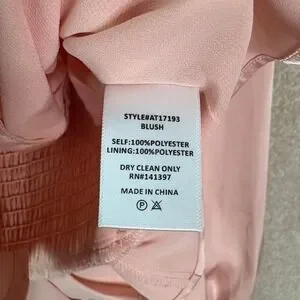 STYLE#AT17193
BLUSH
SELF:100%POLYESTER
LINING:100%POLYESTER
DRY CLEAN ONLY
RN#141397
MADE IN CHINA
P